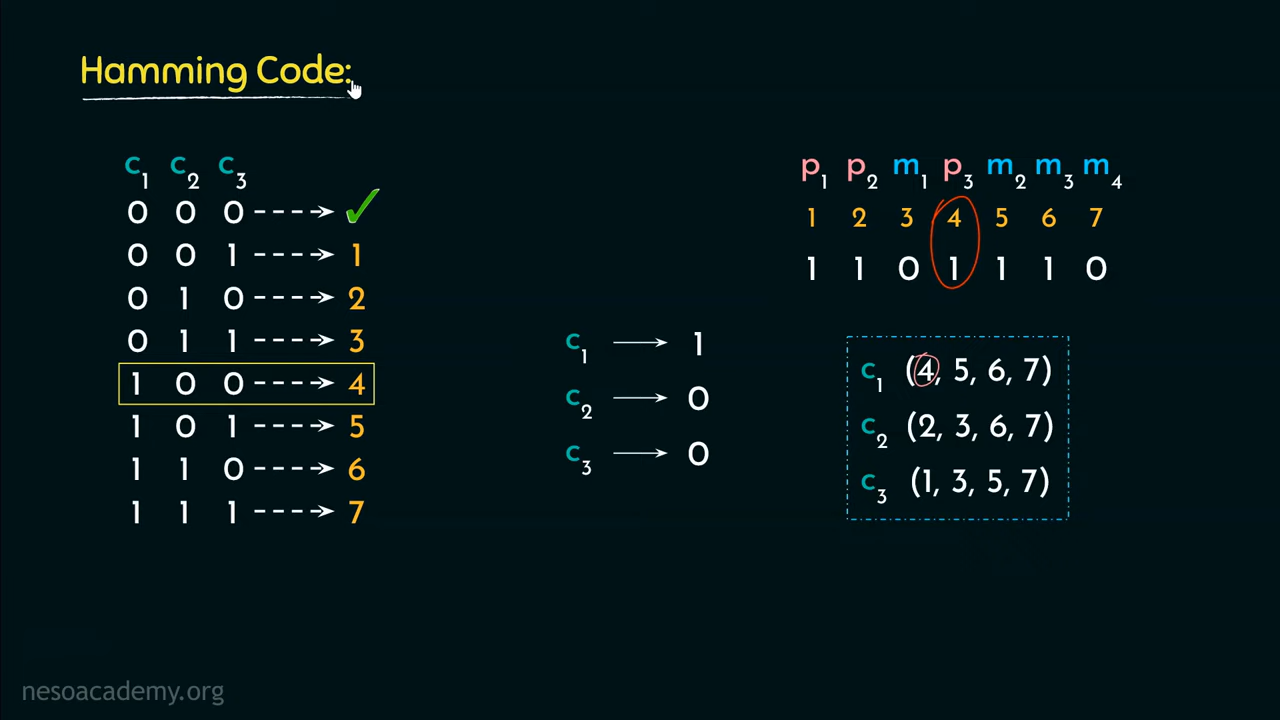 Hamming Code:
c1 c2 c3
0 0 0 ----> ✓
0 0 1 ----> 1
0 1 0 ----> 2
0 1 1 ----> 3
1 0 0 ----> 4
1 0 1 ----> 5
1 1 0 ----> 6
1 1 1 ----> 7
c1 → 1
c2 → 0
c3 → 0
p1 p2 m1 p3 m2 m3 m4
1 2 3 4 5 6 7
1 1 0 1 1 1 0
c1 (4, 5, 6, 7)
c2 (2, 3, 6, 7)
c3 (1, 3, 5, 7)
nesoacademy.org